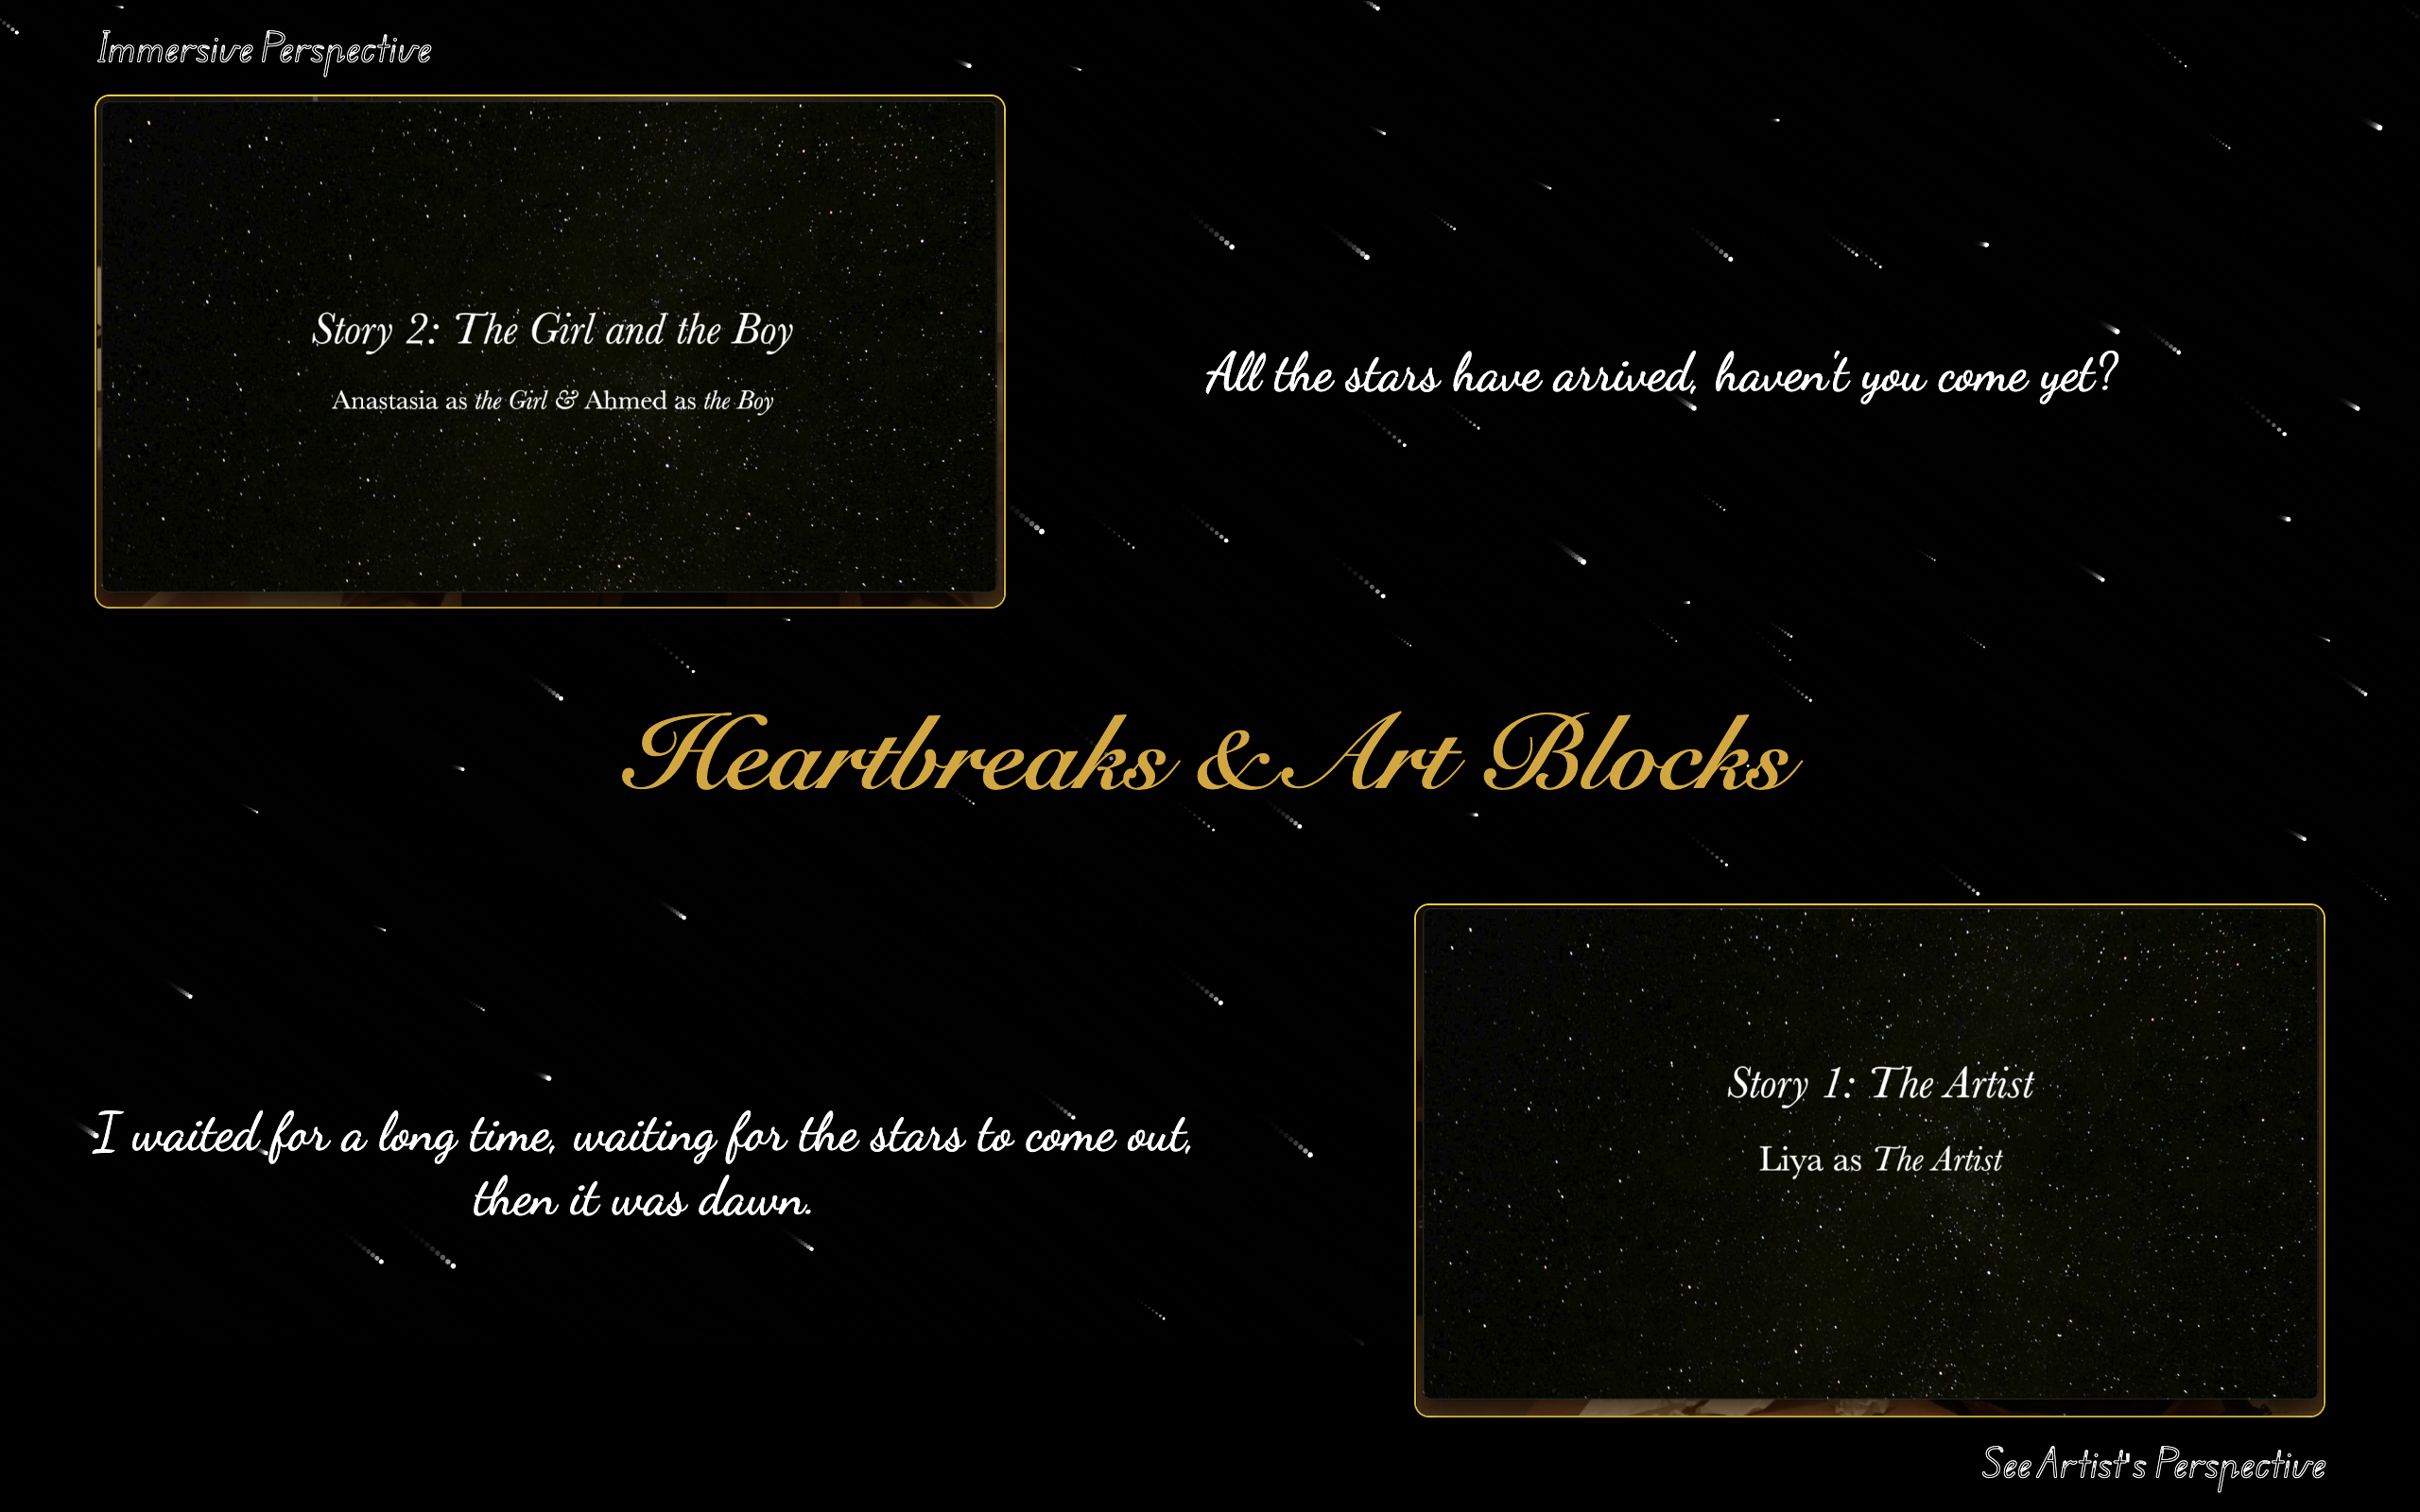 Immersive Perspective
Story 2: The Girl and the Boy
Anastasia as the Girl & Ahmed as the Boy
All the stars have arrived, haven't you come yet?
Heartbreaks & Art Blocks
I waited for a long time, waiting for the stars to come out,
then it was dawn.
Story 1: The Artist
Liya as The Artist
See Artist's Perspective